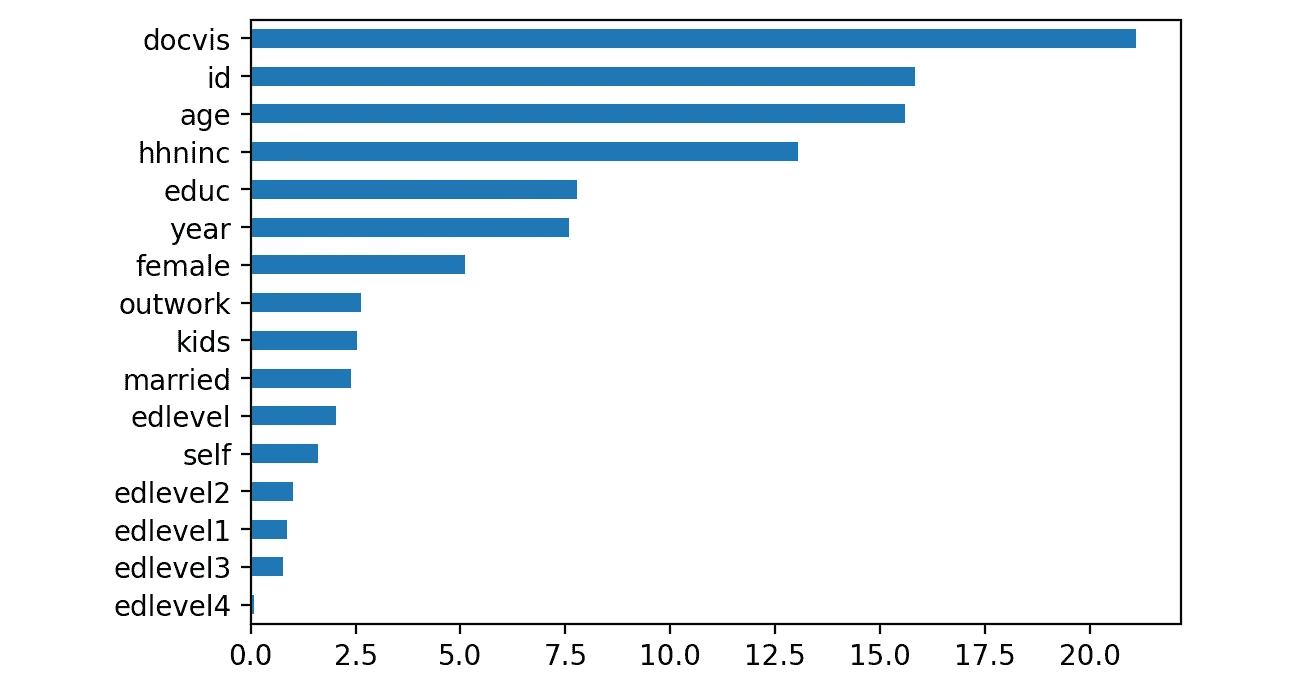 docvis
id
age
hhninc
educ
year
female
outwork
kids
married
edlevel
self
edlevel2
edlevel1
edlevel3
edlevel4
0.0 2.5 5.0 7.5 10.0 12.5 15.0 17.5 20.0